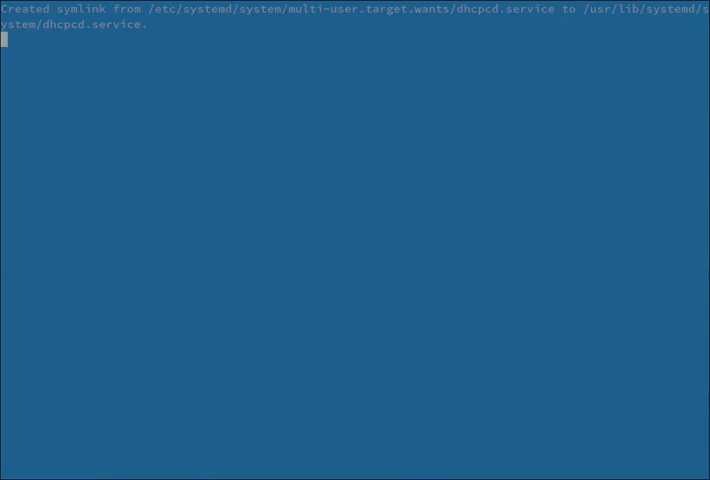 Created symlink from /etc/systemd/system/multi-user.target.wants/dhcpcd.service to /usr/lib/systemd/s
ystem/dhcpcd.service.